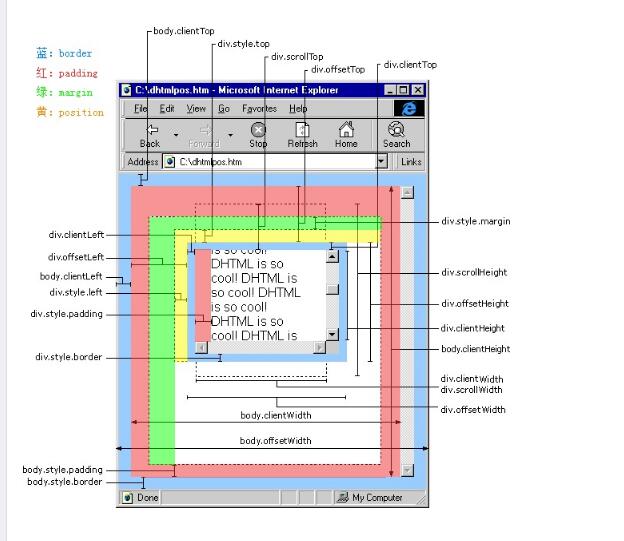 body.clientTop
div.style.top
div.scrollTop
div.offsetTop
div.clientTop
蓝：border
红：padding
绿：margin
黄：position
C:\dhtmlpos.htm - Microsoft Internet Explorer
File Edit View Go Favorites Help
Back Forward Stop Refresh Home Search
Address C:\dhtmlpos.htm Links
div.clientLeft
div.offsetLeft
body.clientLeft
div.style.left
div.style.padding
div.style.border
is so cool!
DHTML is so
cool! DHTML is
so cool! DHTML
is so cool!
DHTML is so
cool! DHTML is
div.style.margin
div.scrollHeight
div.offsetHeight
div.clientHeight
body.clientHeight
div.clientWidth
div.scrollWidth
div.offsetWidth
body.clientWidth
body.offsetWidth
body.style.padding
body.style.border
Done
My Computer